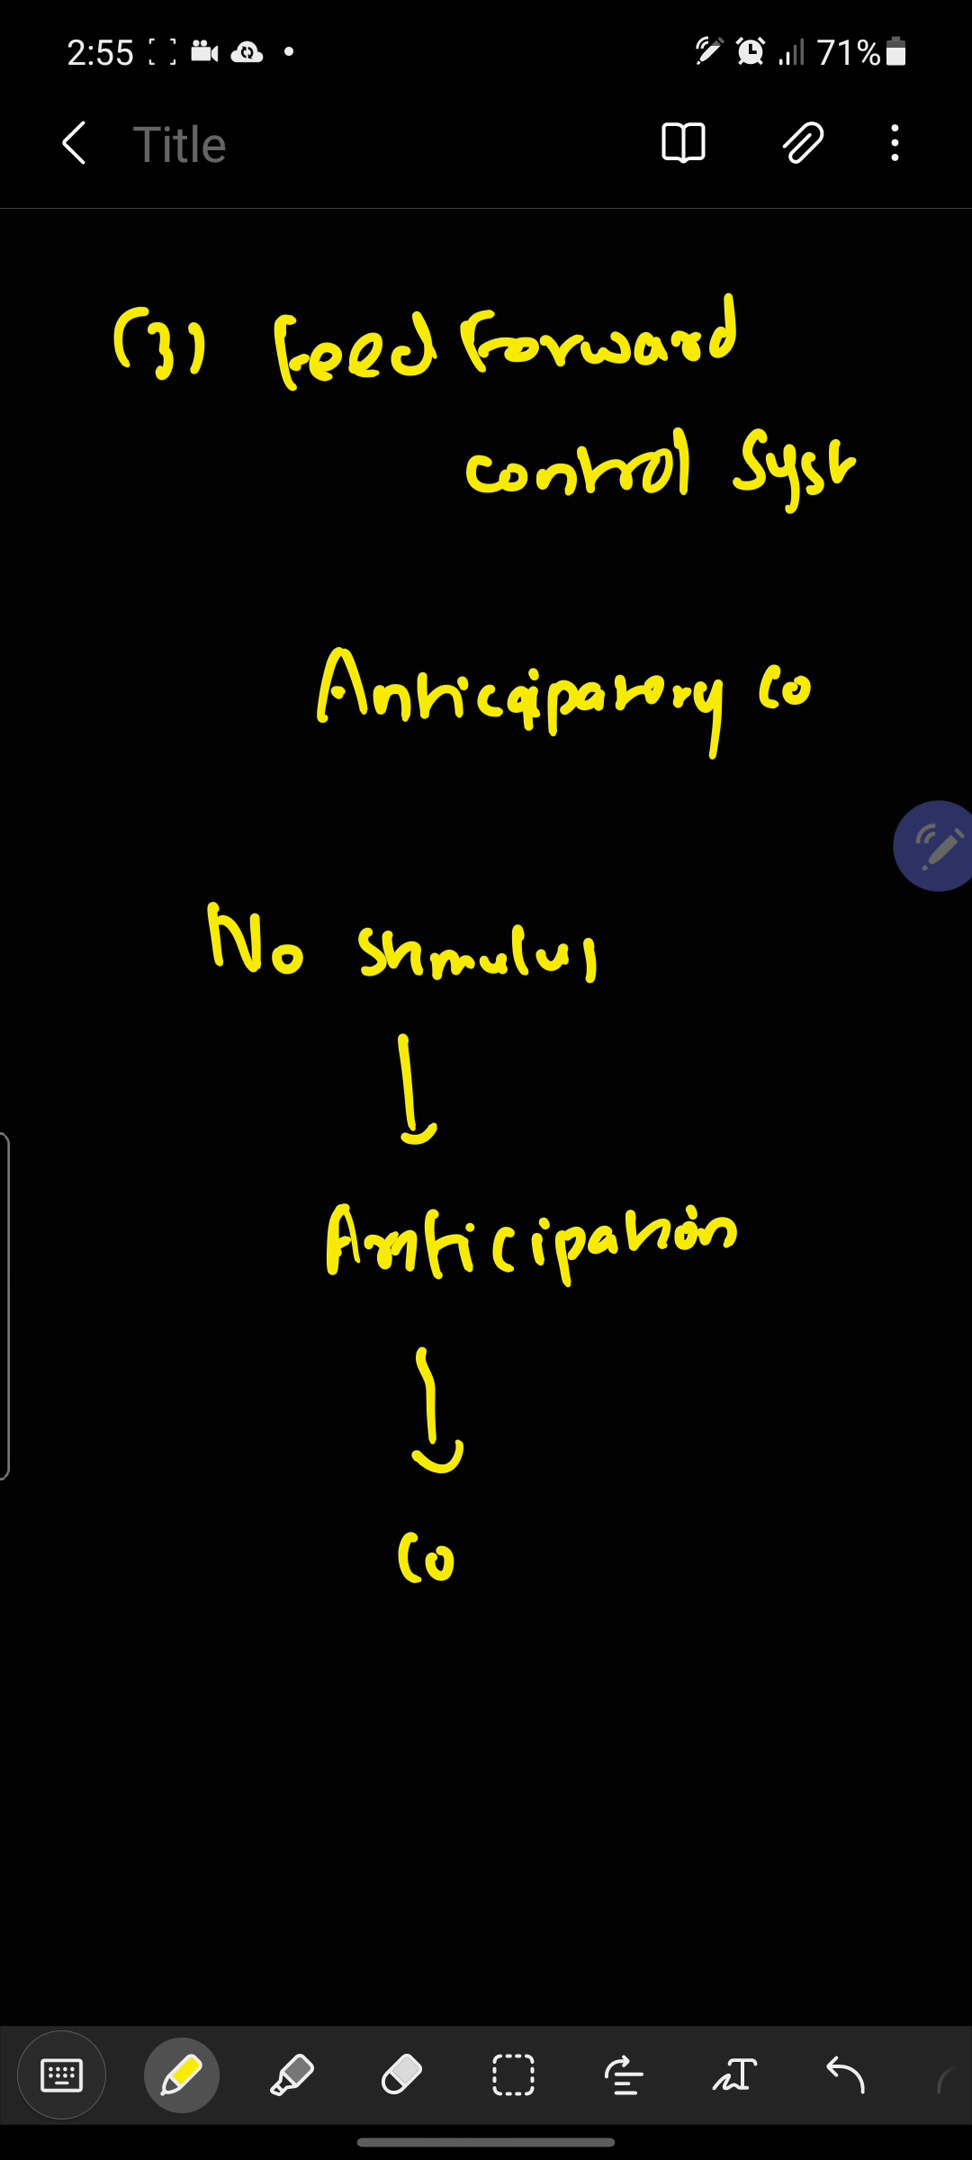 2:55 71%
Title
(3) Feed Forward
control Syst
Anticipatory Co
No Stimulus
Anticipation
Co